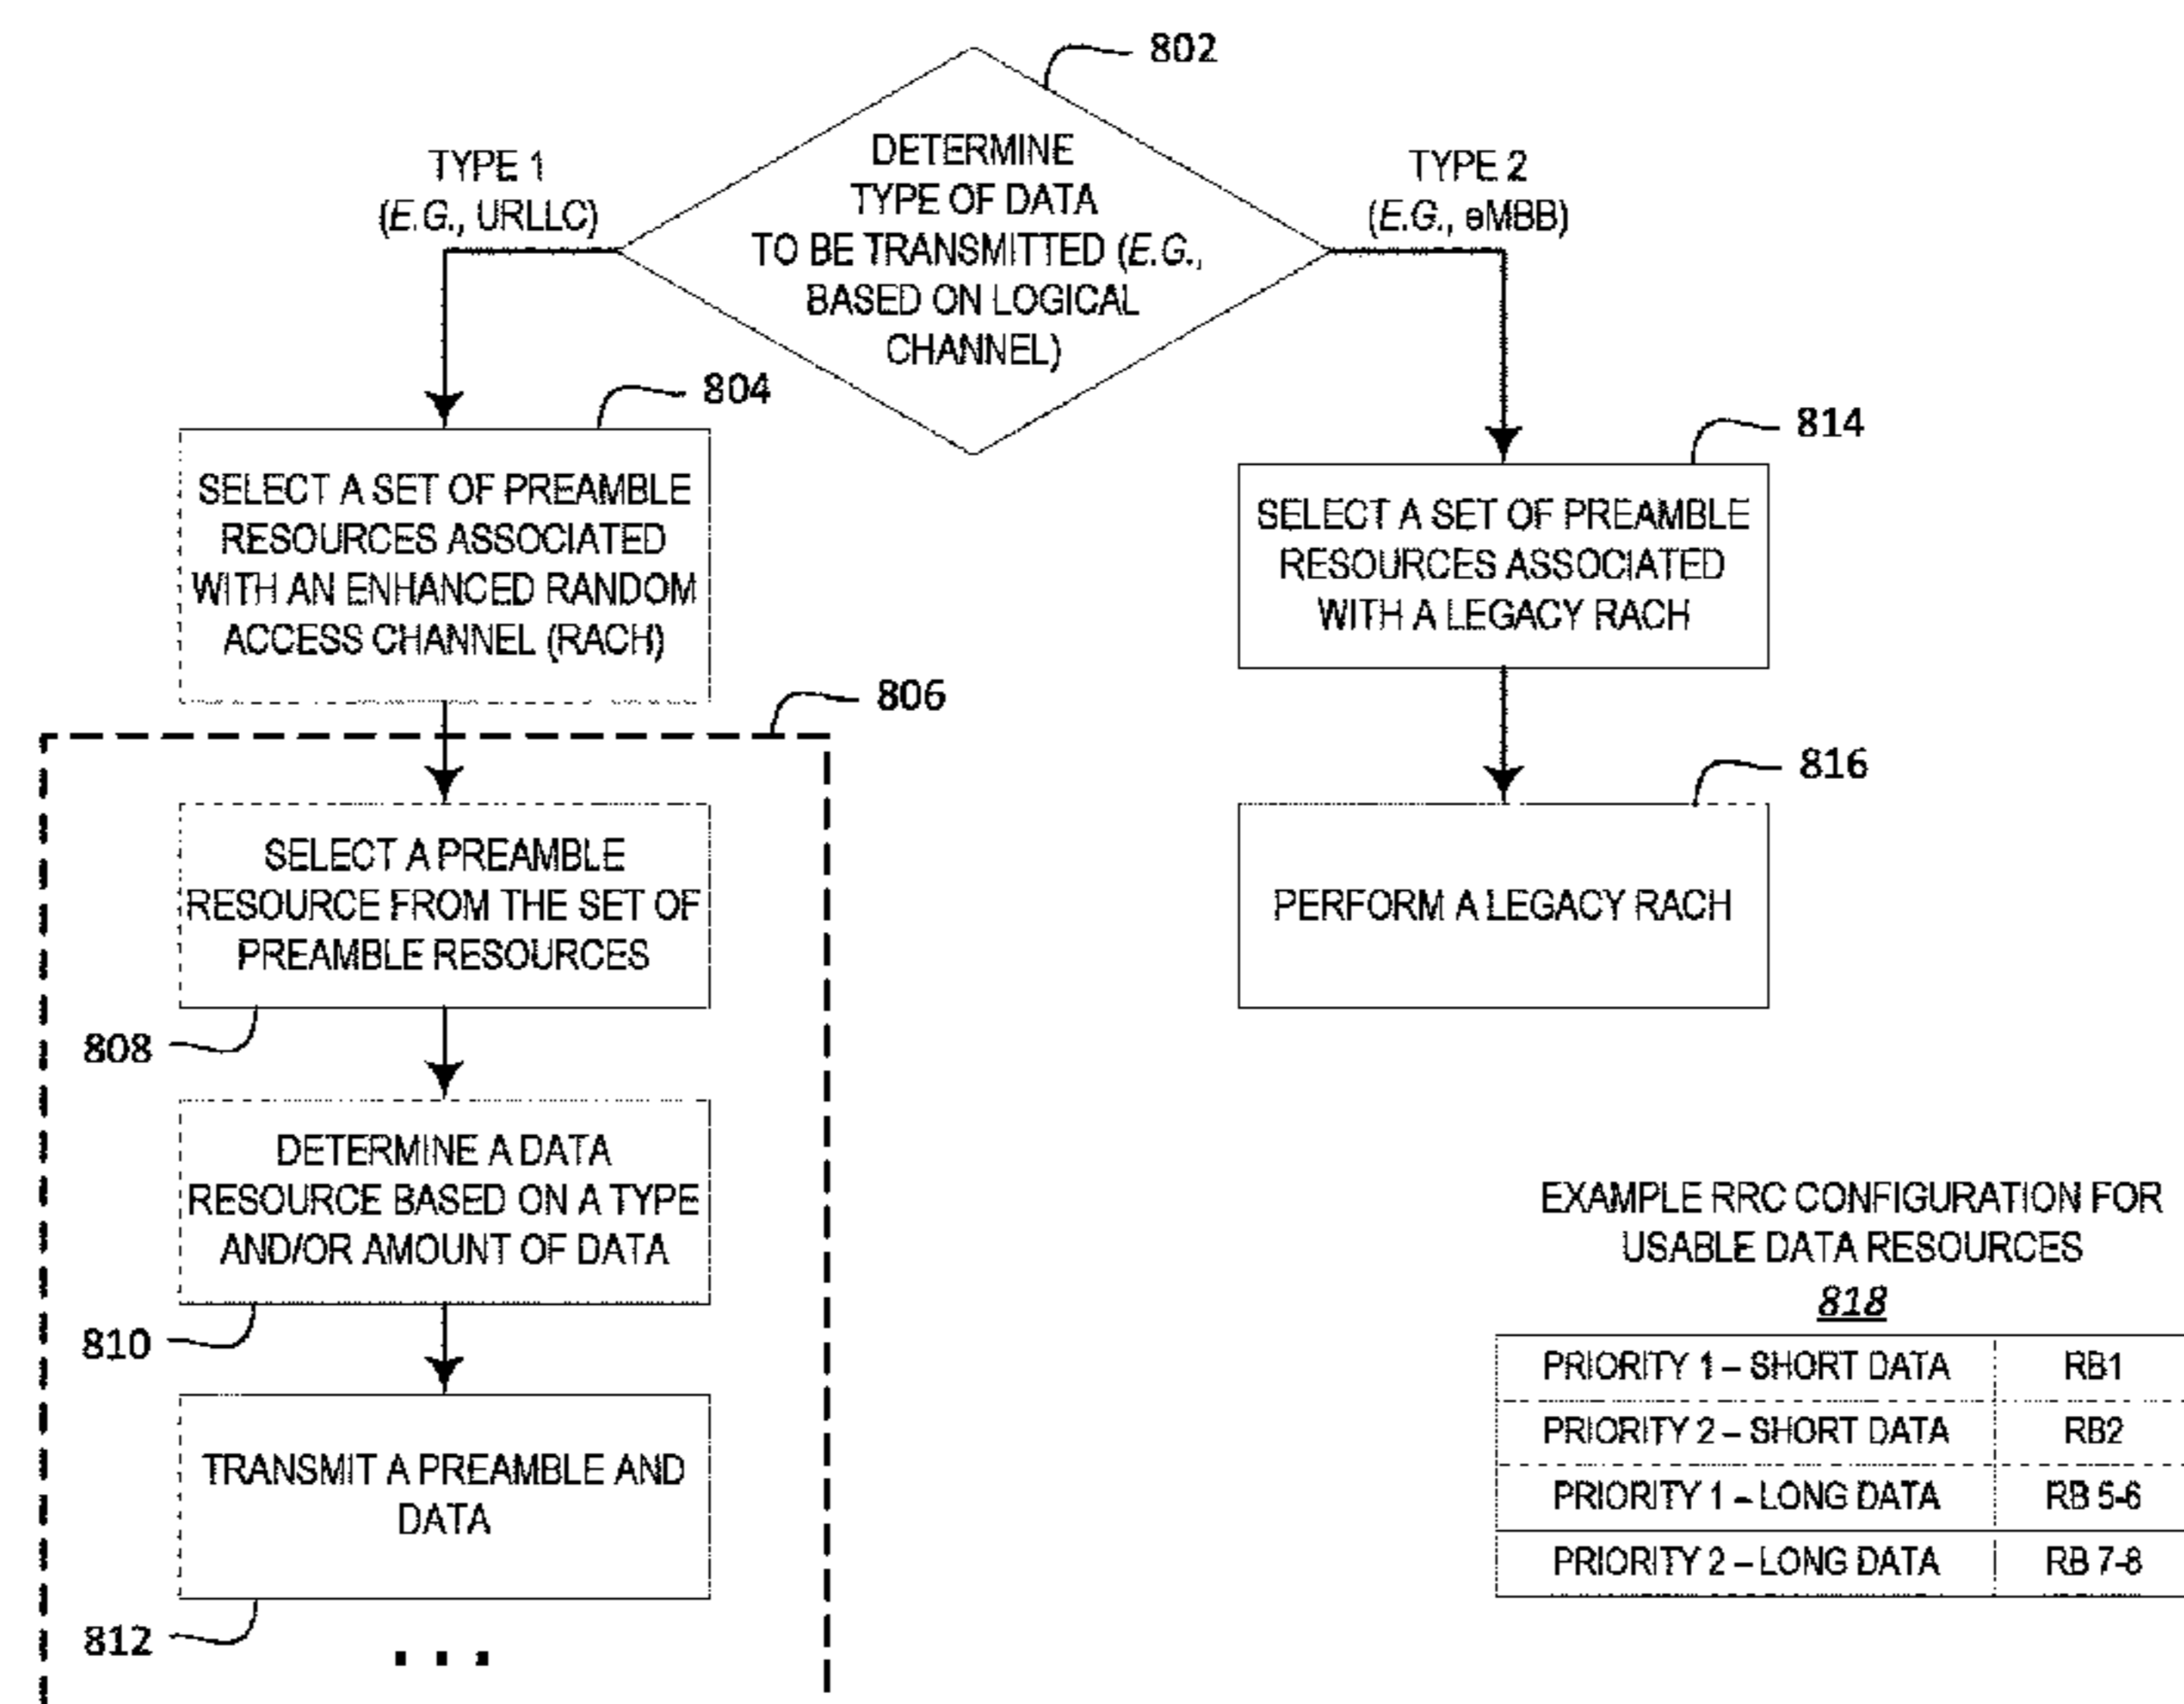 802
DETERMINE
TYPE OF DATA
TO BE TRANSMITTED (E.G.,
BASED ON LOGICAL
CHANNEL)
TYPE 1
(E.G., URLLC)
TYPE 2
(E.G., eMBB)
804
SELECT A SET OF PREAMBLE
RESOURCES ASSOCIATED
WITH AN ENHANCED RANDOM
ACCESS CHANNEL (RACH)
806
SELECT A PREAMBLE
RESOURCE FROM THE SET OF
PREAMBLE RESOURCES
808
DETERMINE A DATA
RESOURCE BASED ON A TYPE
AND/OR AMOUNT OF DATA
810
TRANSMIT A PREAMBLE AND
DATA
812
...
814
SELECT A SET OF PREAMBLE
RESOURCES ASSOCIATED
WITH A LEGACY RACH
816
PERFORM A LEGACY RACH
EXAMPLE RRC CONFIGURATION FOR
USABLE DATA RESOURCES
818
PRIORITY 1 – SHORT DATA RB1
PRIORITY 2 – SHORT DATA RB2
PRIORITY 1 – LONG DATA RB 5-6
PRIORITY 2 – LONG DATA RB 7-8